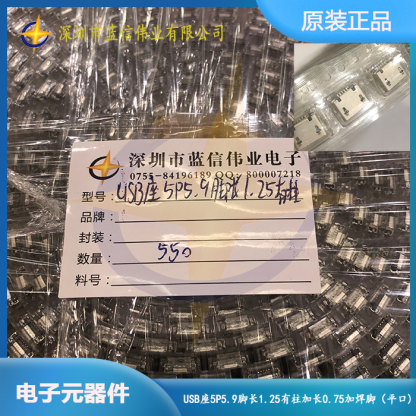 深圳市蓝信伟业有限公司
原装正品
深圳市蓝信伟业电子
0755-84196189 QQ: 800007218
型号: USB座5P5.9脚长1.25有柱
品牌:
封装:
数量: 550
料号:
电子元器件
USB座5P5.9脚长1.25有柱加长0.75加焊脚 (平口)